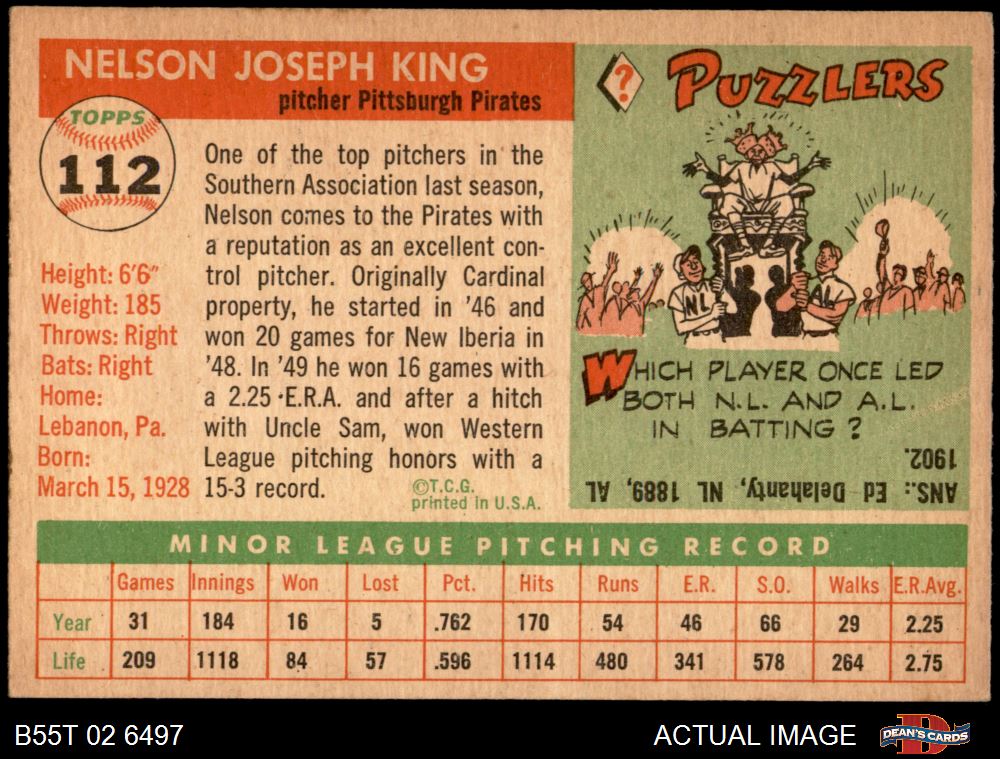 NELSON JOSEPH KING
pitcher Pittsburgh Pirates
TOPPS
112
Height: 6'6"
Weight: 185
Throws: Right
Bats: Right
Home:
Lebanon, Pa.
Born:
March 15, 1928
One of the top pitchers in the
Southern Association last season,
Nelson comes to the Pirates with
a reputation as an excellent con-
trol pitcher. Originally Cardinal
property, he started in '46 and
won 20 games for New Iberia in
'48. In '49 he won 16 games with
a 2.25 E.R.A. and after a hitch
with Uncle Sam, won Western
League pitching honors with a
15-3 record.
©T.C.G.
printed in U.S.A.
?
PUZZLERS
NL
AL
WHICH PLAYER ONCE LED
BOTH N.L. AND A.L.
IN BATTING?
ANS.: Ed Delahanty, NL 1889, AL
1902.
MINOR LEAGUE PITCHING RECORD
Games Innings Won Lost Pct. Hits Runs E.R. S.O. Walks E.R.Avg.
Year 31 184 16 5 .762 170 54 46 66 29 2.25
Life 209 1118 84 57 .596 1114 480 341 578 264 2.75
B55T 02 6497
ACTUAL IMAGE
D
DEAN'S CARDS